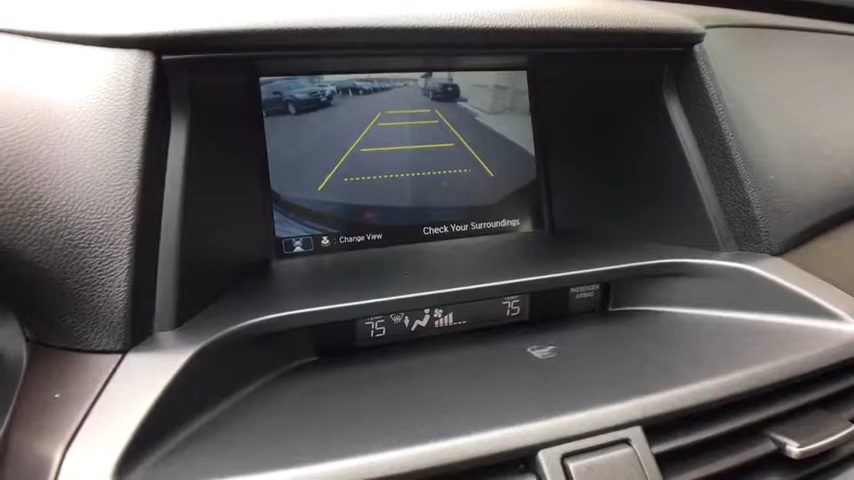 : Change View
Check Your Surroundings
75
75
PASSENGER
AIRBAG